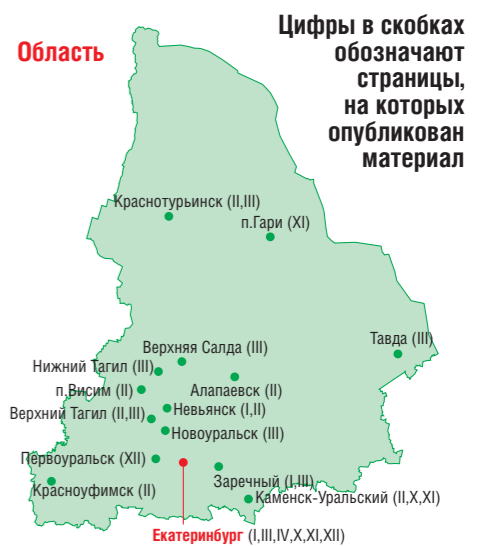 Область
Цифры в скобках
обозначают
страницы,
на которых
опубликован
материал
Краснотурьинск (II,III)
п.Гари (XI)
Тавда (III)
Верхняя Салда (III)
Нижний Тагил (III)
п.Висим (II)
Алапаевск (II)
Верхний Тагил (II,III)
Невьянск (I,II)
Новоуральск (III)
Первоуральск (XII)
Заречный (I,III)
Красноуфимск (II)
Каменск-Уральский (II,X,XI)
Екатеринбург (I,III,IV,X,XI,XII)